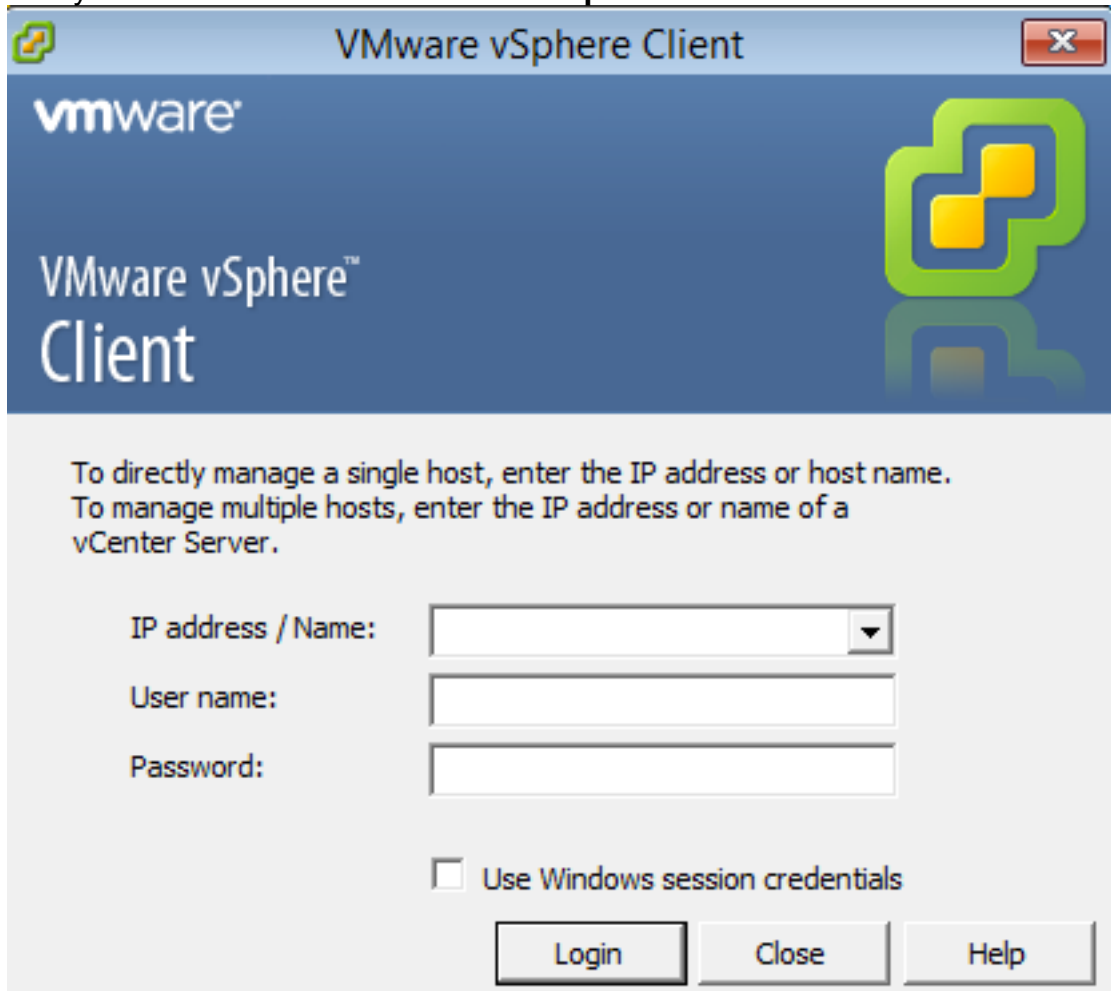 VMware vSphere Client
vmware®
VMware vSphere™
Client
To directly manage a single host, enter the IP address or host name.
To manage multiple hosts, enter the IP address or name of a
vCenter Server.
IP address / Name:
User name:
Password:
Use Windows session credentials
Login Close Help